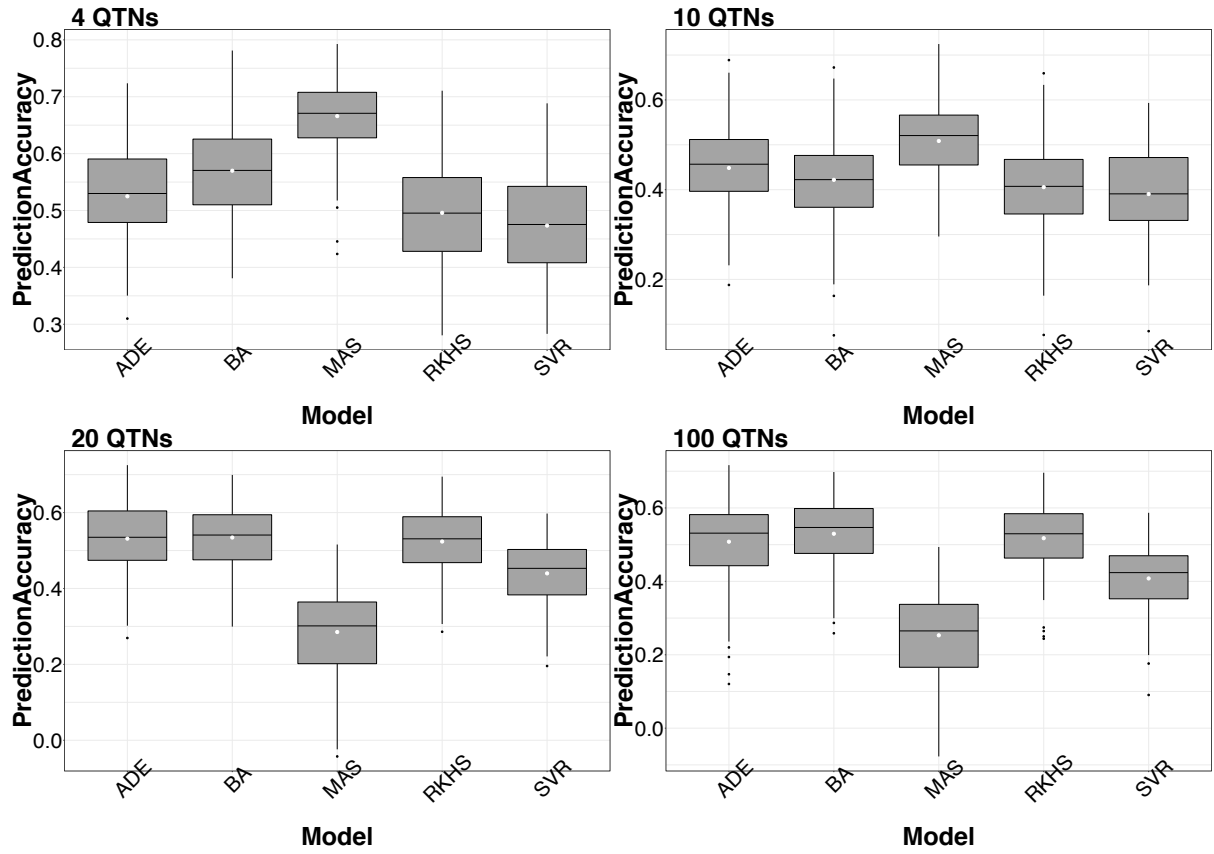 4 QTNs
PredictionAccuracy
0.8
0.7
0.6
0.5
0.4
0.3
ADE
BA
MAS
RKHS
SVR
Model
10 QTNs
PredictionAccuracy
0.6
0.4
0.2
ADE
BA
MAS
RKHS
SVR
Model
20 QTNs
PredictionAccuracy
0.6
0.4
0.2
0.0
ADE
BA
MAS
RKHS
SVR
Model
100 QTNs
PredictionAccuracy
0.6
0.4
0.2
0.0
ADE
BA
MAS
RKHS
SVR
Model